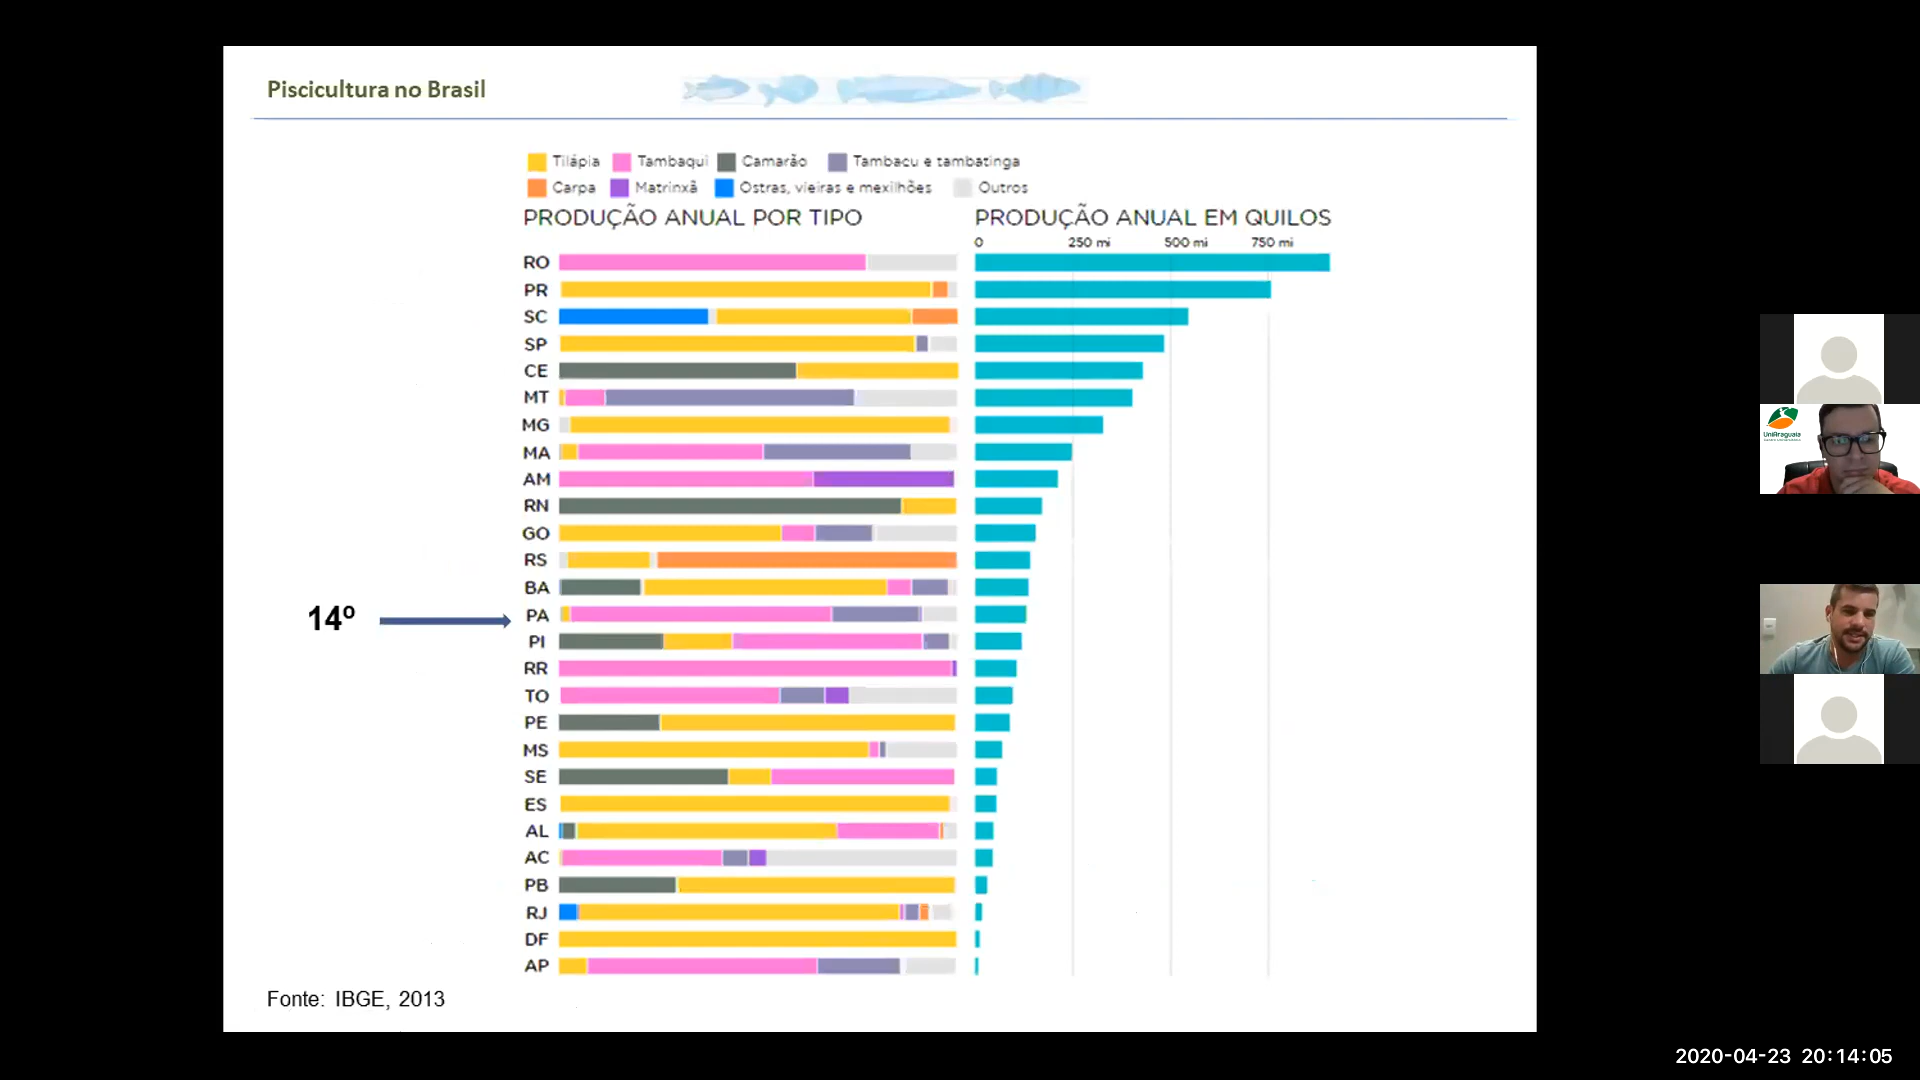 Piscicultura no Brasil
Tilápia Tambaqui Camarão Tambacu e tambatinga
Carpa Matrinxã Ostras, vieiras e mexilhões Outros
PRODUÇÃO ANUAL POR TIPO
PRODUÇÃO ANUAL EM QUILOS
0 250 mi 500 mi 750 mi
RO
PR
SC
SP
CE
MT
MG
MA
AM
RN
GO
RS
BA
14º
PA
PI
RR
TO
PE
MS
SE
ES
AL
AC
PB
RJ
DF
AP
Fonte: IBGE, 2013
UniAraguaia
2020-04-23 20:14:05